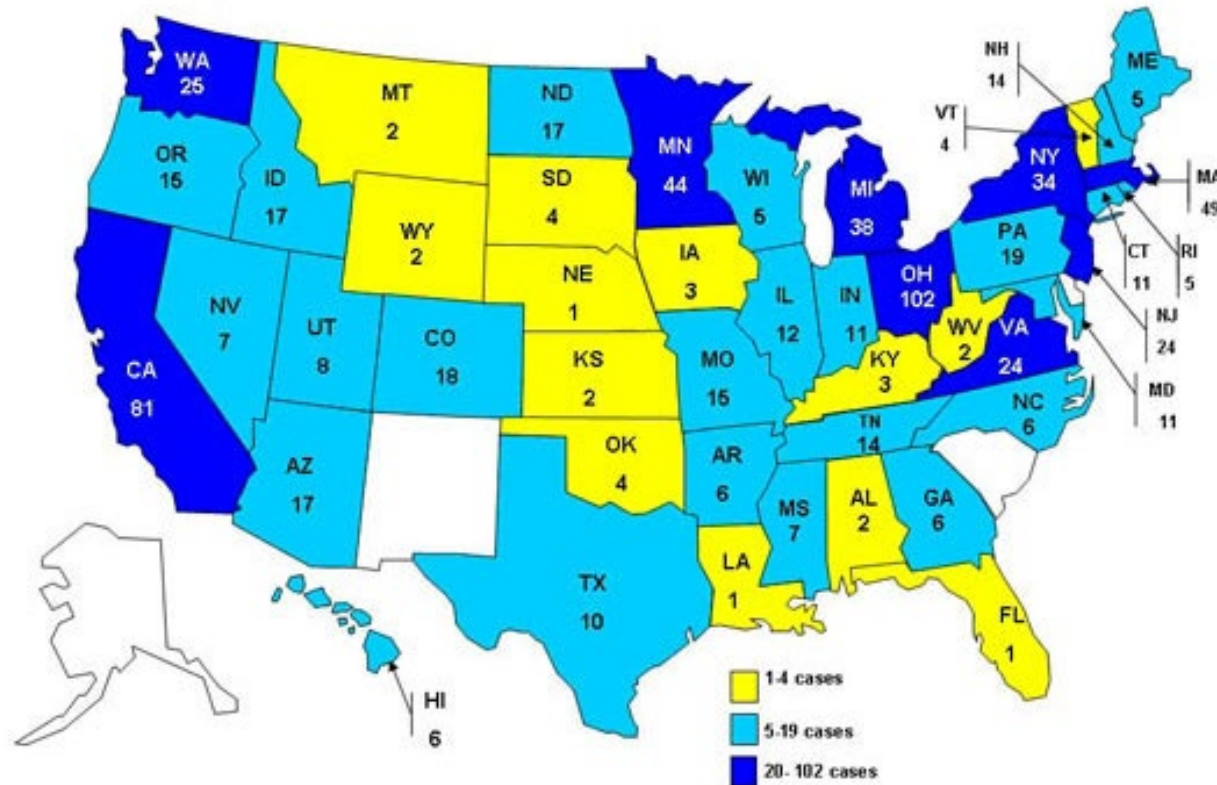 WA
25
MT
2
ND
17
MN
44
NH
14
ME
5
VT
4
OR
15
ID
17
SD
4
WI
5
MI
38
NY
34
MA
49
WY
2
IA
3
PA
19
CT
11
RI
5
NE
1
IL
12
IN
11
OH
102
NJ
24
NV
7
UT
8
CO
18
WV
2
VA
24
CA
81
KS
2
MO
15
KY
3
MD
11
AZ
17
OK
4
AR
6
TN
14
NC
6
MS
7
AL
2
GA
6
TX
10
LA
1
FL
1
HI
6
1-4 cases
5-19 cases
20- 102 cases